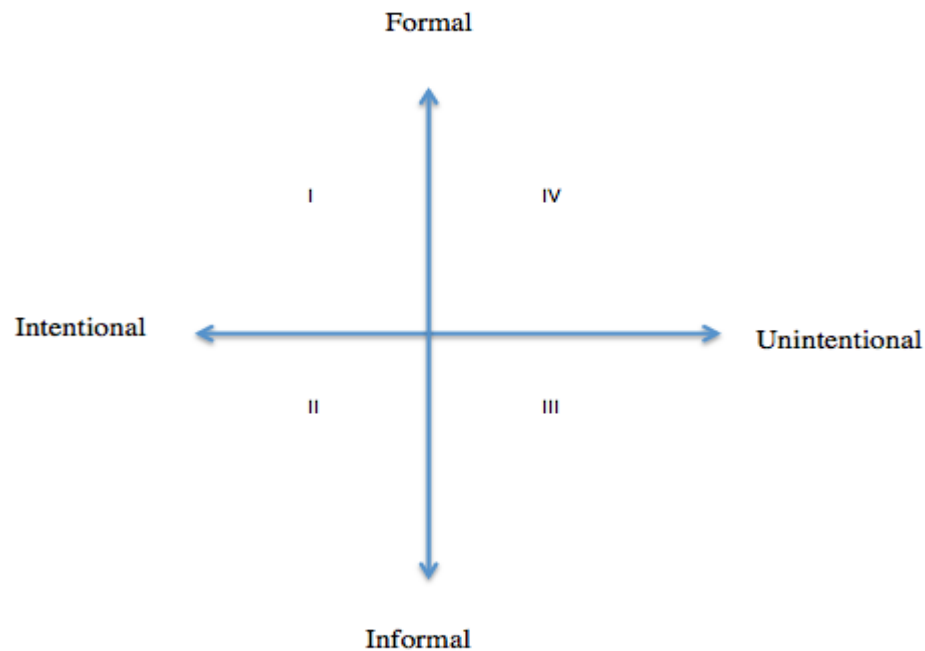 Formal
I
IV
Intentional
Unintentional
II
III
Informal